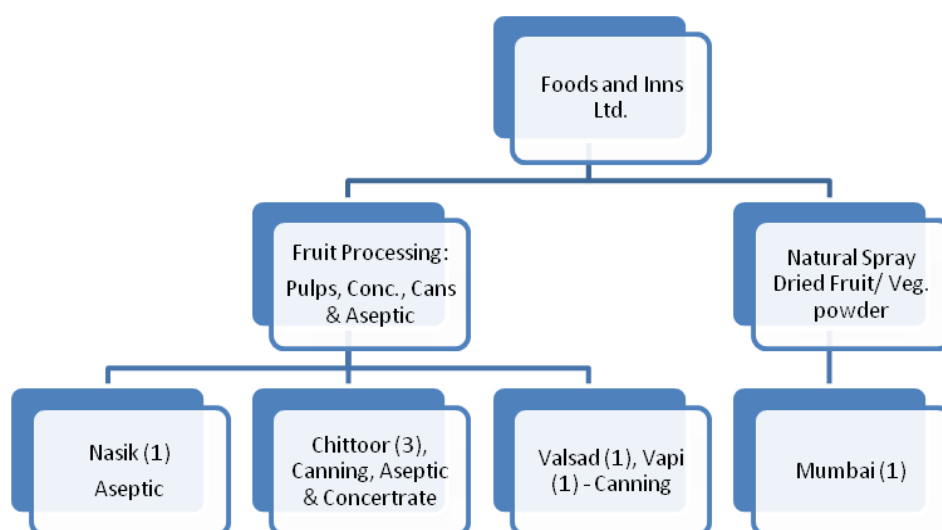 Foods and Inns
Ltd.
Fruit Processing:
Pulps, Conc., Cans
& Aseptic
Natural Spray
Dried Fruit/ Veg.
powder
Nasik (1)
Aseptic
Chittoor (3),
Canning, Aseptic
& Concertrate
Valsad (1), Vapi
(1) - Canning
Mumbai (1)